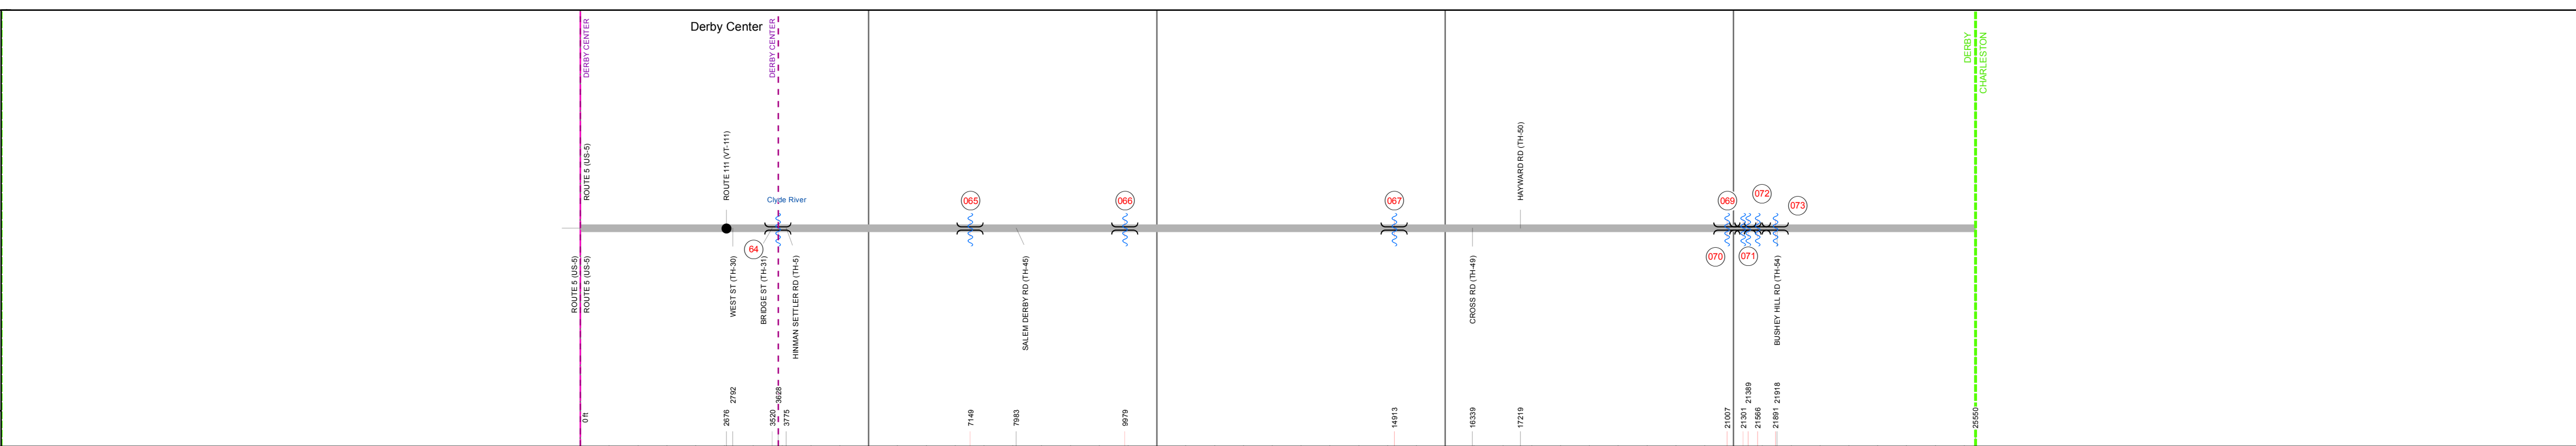 Derby Center
DERBY CENTER
DERBY CENTER
DERBY
CHARLESTON
ROUTE 5 (US-5)
ROUTE 111 (VT-111)
HAYWARD RD (TH-50)
Clyde River
64
065
066
067
069
070
071
072
073
ROUTE 5 (US-5)
ROUTE 5 (US-5)
WEST ST (TH-30)
BRIDGE ST (TH-31)
HINMAN SETTLER RD (TH-5)
SALEM DERBY RD (TH-45)
CROSS RD (TH-49)
BUSHEY HILL RD (TH-54)
0 ft
2676
2792
3520
3628
3775
7149
7983
9979
14913
16339
17219
21007
21301
21389
21566
21891
21918
25550